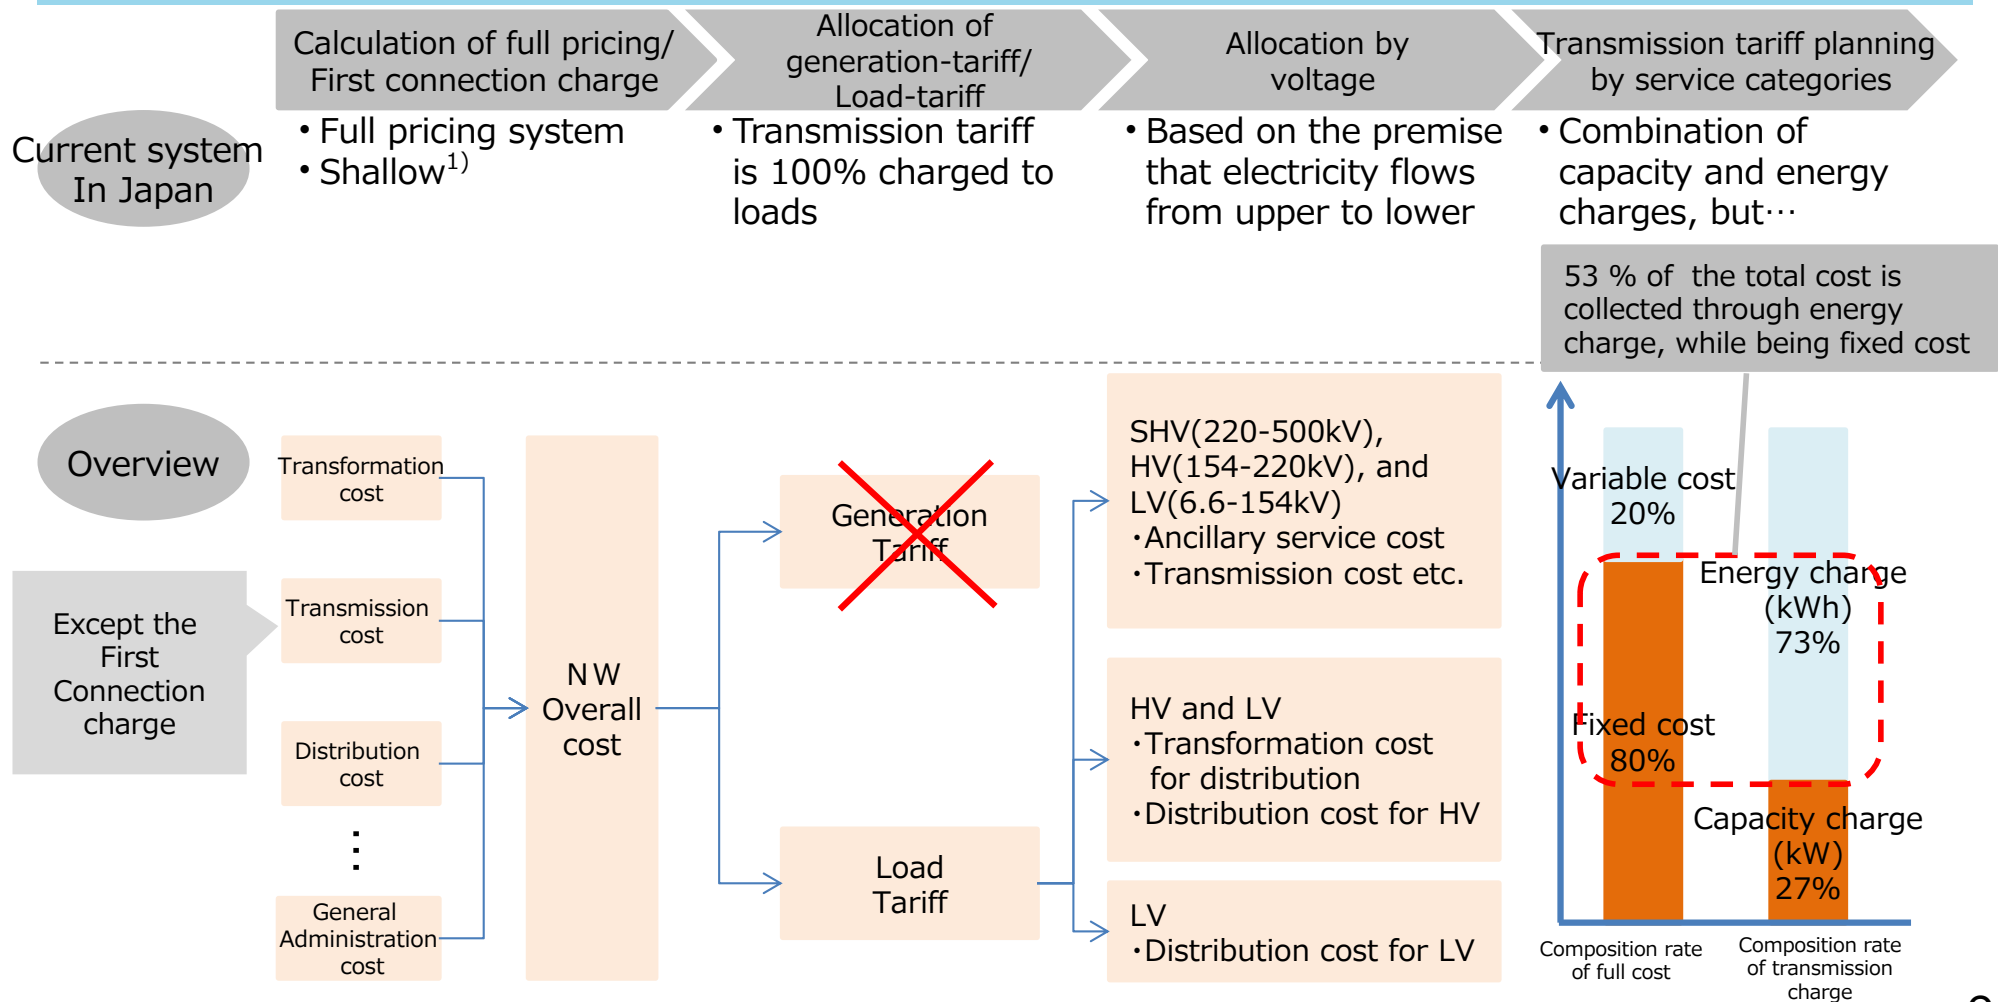 Calculation of full pricing/
First connection charge
Allocation of
generation-tariff/
Load-tariff
Allocation by
voltage
Transmission tariff planning
by service categories
Current system
In Japan
・Full pricing system
・Shallow1)
・Transmission tariff
is 100% charged to
loads
・Based on the premise
that electricity flows
from upper to lower
・Combination of
capacity and energy
charges, but…
53 % of  the total cost is
collected through energy
charge, while being fixed cost
Overview
Except the
First
Connection
charge
Transformation
cost
Transmission
cost
Distribution
cost
⋮
General
Administration
cost
NW
Overall
cost
Generation
Tariff
Load
Tariff
SHV(220-500kV),
HV(154-220kV), and
LV(6.6-154kV)
・Ancillary service cost
・Transmission cost etc.
HV and LV
・Transformation cost
for distribution
・Distribution cost for HV
LV
・Distribution cost for LV
Variable cost
20%
Fixed cost
80%
Energy charge
(kWh)
73%
Capacity charge
(kW)
27%
Composition rate
of full cost
Composition rate
of transmission
charge